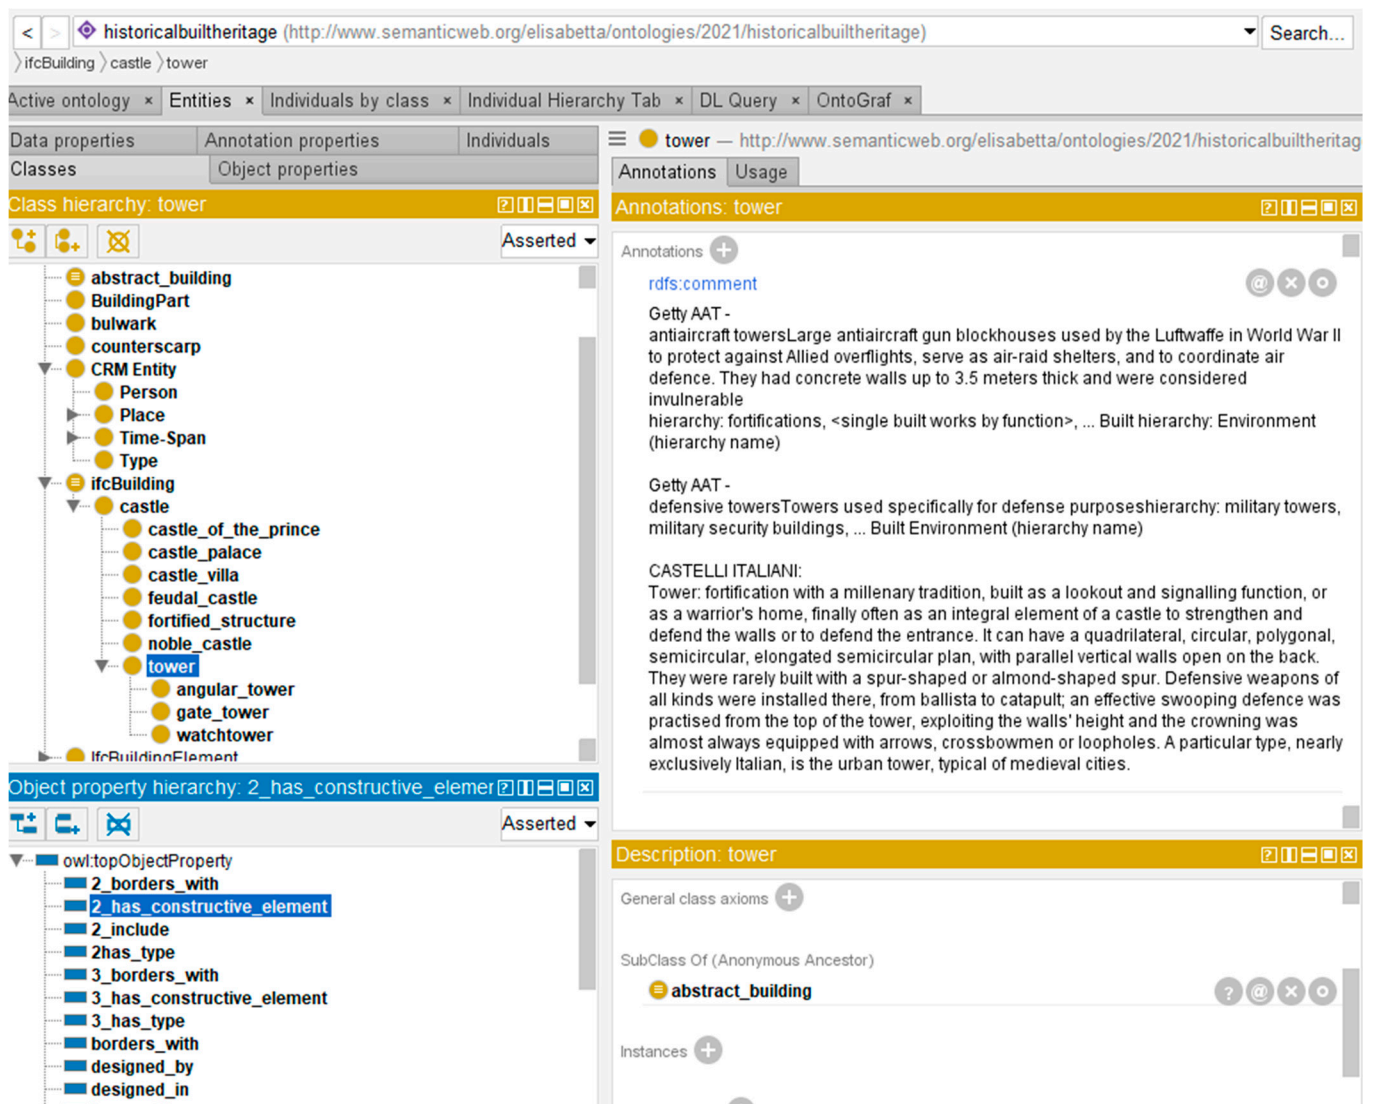 < > historicalbuiltheritage (http://www.semanticweb.org/elisabetta/ontologies/2021/historicalbuiltheritage) Search...
ifcBuilding castle tower
Active ontology × Entities × Individuals by class × Individual Hierarchy Tab × DL Query × OntoGraf ×
Data properties Annotation properties Individuals
Classes Object properties
Class hierarchy: tower
Asserted
abstract_building
BuildingPart
bulwark
counterscarp
CRM Entity
Person
Place
Time-Span
Type
ifcBuilding
castle
castle_of_the_prince
castle_palace
castle_villa
feudal_castle
fortified_structure
noble_castle
tower
angular_tower
gate_tower
watchtower
IfcBuildingElement
Object property hierarchy: 2_has_constructive_elemer
Asserted
owl:topObjectProperty
2_borders_with
2_has_constructive_element
2_include
2has_type
3_borders_with
3_has_constructive_element
3_has_type
borders_with
designed_by
designed_in
tower — http://www.semanticweb.org/elisabetta/ontologies/2021/historicalbuiltheritag
Annotations Usage
Annotations: tower
Annotations
rdfs:comment
Getty AAT -
antiaircraft towersLarge antiaircraft gun blockhouses used by the Luftwaffe in World War II
to protect against Allied overflights, serve as air-raid shelters, and to coordinate air
defence. They had concrete walls up to 3.5 meters thick and were considered
invulnerable
hierarchy: fortifications, <single built works by function>, ... Built hierarchy: Environment
(hierarchy name)
Getty AAT -
defensive towersTowers used specifically for defense purposeshierarchy: military towers,
military security buildings, ... Built Environment (hierarchy name)
CASTELLI ITALIANI:
Tower: fortification with a millenary tradition, built as a lookout and signalling function, or
as a warrior's home, finally often as an integral element of a castle to strengthen and
defend the walls or to defend the entrance. It can have a quadrilateral, circular, polygonal,
semicircular, elongated semicircular plan, with parallel vertical walls open on the back.
They were rarely built with a spur-shaped or almond-shaped spur. Defensive weapons of
all kinds were installed there, from ballista to catapult; an effective swooping defence was
practised from the top of the tower, exploiting the walls' height and the crowning was
almost always equipped with arrows, crossbowmen or loopholes. A particular type, nearly
exclusively Italian, is the urban tower, typical of medieval cities.
Description: tower
General class axioms
SubClass Of (Anonymous Ancestor)
abstract_building
Instances